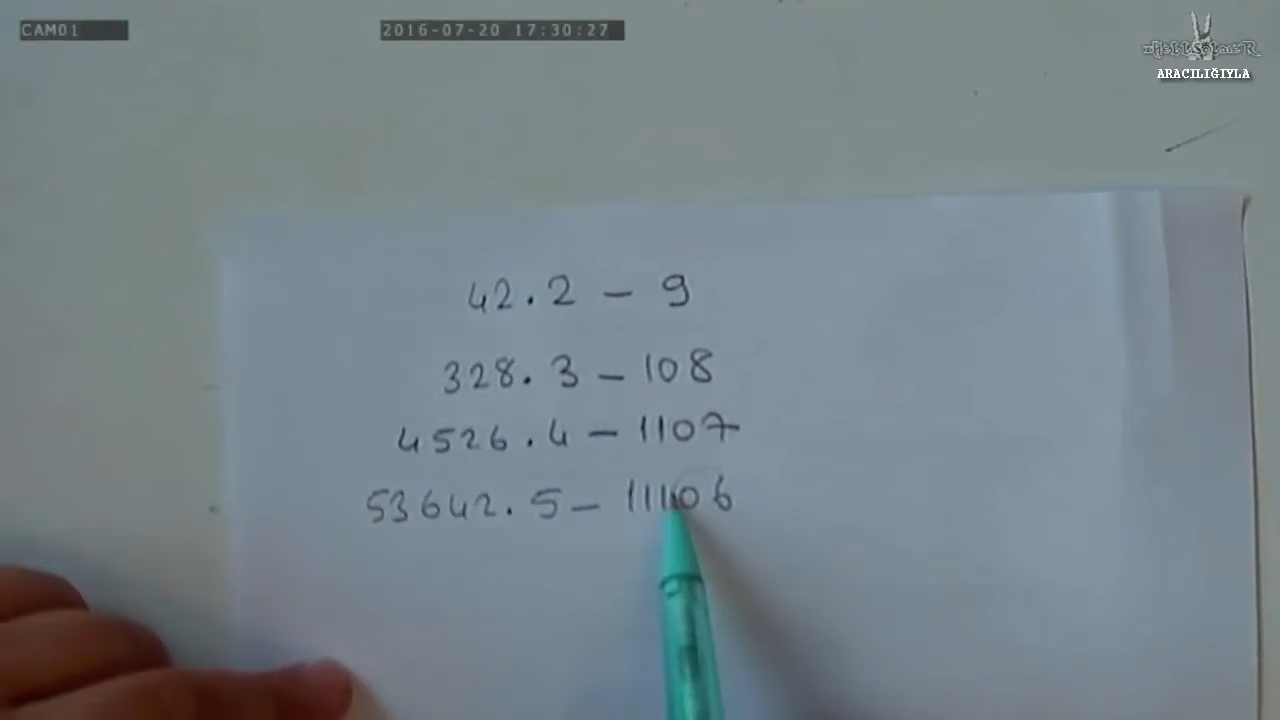 CAM01
2016-07-20 17:30:27
ARACILIĞIYLA
42.2 - 9
328.3 - 108
4526.4 - 1107
53642.5 - 11106